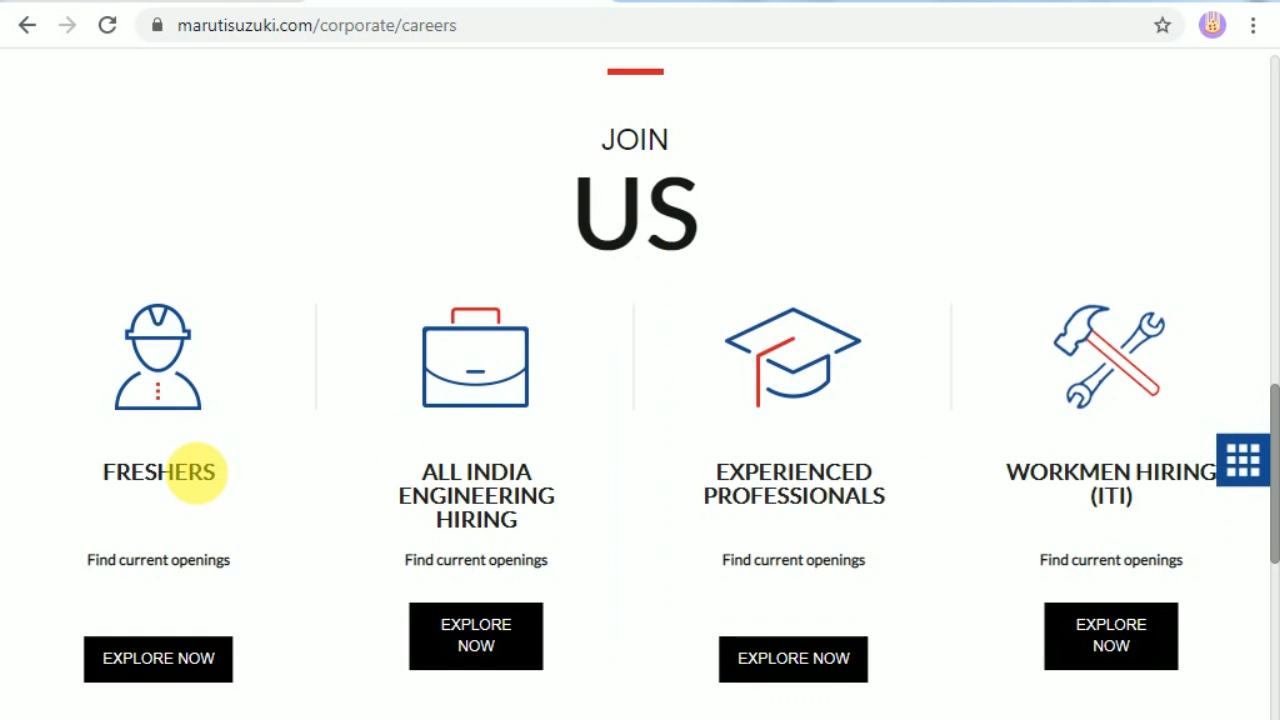 marutisuzuki.com/corporate/careers
JOIN
US
FRESHERS
Find current openings
EXPLORE NOW
ALL INDIA
ENGINEERING
HIRING
Find current openings
EXPLORE
NOW
EXPERIENCED
PROFESSIONALS
Find current openings
EXPLORE NOW
WORKMEN HIRING
(ITI)
Find current openings
EXPLORE
NOW